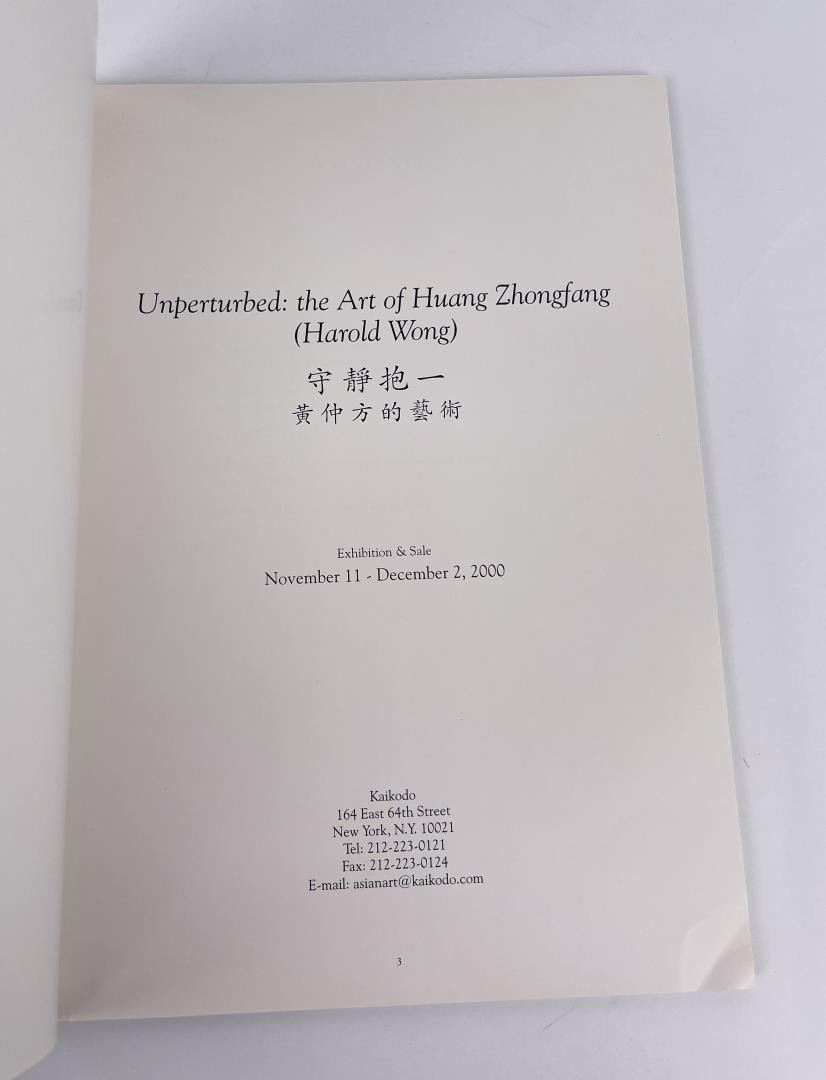 Unperturbed: the Art of Huang Zhongfang
(Harold Wong)
守靜抱一
黃仲方的藝術
Exhibition & Sale
November 11 - December 2, 2000
Kaikodo
164 East 64th Street
New York, N.Y. 10021
Tel: 212-223-0121
Fax: 212-223-0124
E-mail: asianart@kaikodo.com
3